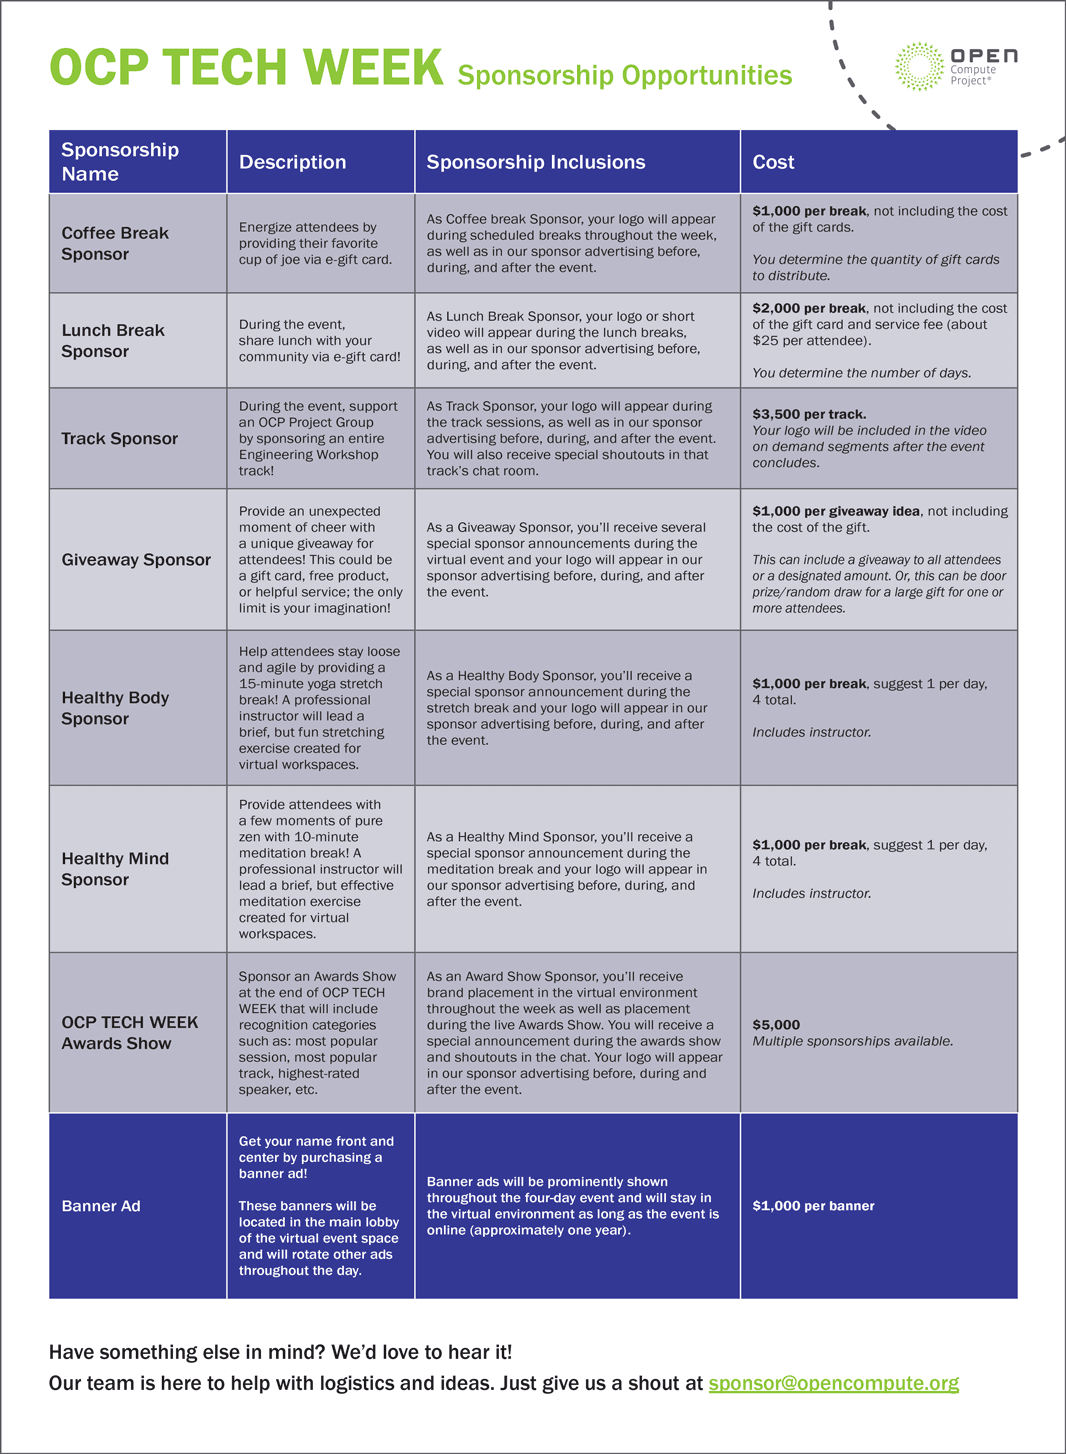 OCP TECH WEEK Sponsorship Opportunities
OPEN
Compute
Project®
Sponsorship
Name
Description
Sponsorship Inclusions
Cost
Coffee Break
Sponsor
Energize attendees by
providing their favorite
cup of joe via e-gift card.
As Coffee break Sponsor, your logo will appear
during scheduled breaks throughout the week,
as well as in our sponsor advertising before,
during, and after the event.
$1,000 per break, not including the cost
of the gift cards.
You determine the quantity of gift cards
to distribute.
Lunch Break
Sponsor
During the event,
share lunch with your
community via e-gift card!
As Lunch Break Sponsor, your logo or short
video will appear during the lunch breaks,
as well as in our sponsor advertising before,
during, and after the event.
$2,000 per break, not including the cost
of the gift card and service fee (about
$25 per attendee).
You determine the number of days.
Track Sponsor
During the event, support
an OCP Project Group
by sponsoring an entire
Engineering Workshop
track!
As Track Sponsor, your logo will appear during
the track sessions, as well as in our sponsor
advertising before, during, and after the event.
You will also receive special shoutouts in that
track's chat room.
$3,500 per track.
Your logo will be included in the video
on demand segments after the event
concludes.
Giveaway Sponsor
Provide an unexpected
moment of cheer with
a unique giveaway for
attendees! This could be
a gift card, free product,
or helpful service; the only
limit is your imagination!
As a Giveaway Sponsor, you'll receive several
special sponsor announcements during the
virtual event and your logo will appear in our
sponsor advertising before, during, and after
the event.
$1,000 per giveaway idea, not including
the cost of the gift.
This can include a giveaway to all attendees
or a designated amount. Or, this can be door
prize/random draw for a large gift for one or
more attendees.
Healthy Body
Sponsor
Help attendees stay loose
and agile by providing a
15-minute yoga stretch
break! A professional
instructor will lead a
brief, but fun stretching
exercise created for
virtual workspaces.
As a Healthy Body Sponsor, you'll receive a
special sponsor announcement during the
stretch break and your logo will appear in our
sponsor advertising before, during, and after
the event.
$1,000 per break, suggest 1 per day,
4 total.
Includes instructor.
Healthy Mind
Sponsor
Provide attendees with
a few moments of pure
zen with 10-minute
meditation break! A
professional instructor will
lead a brief, but effective
meditation exercise
created for virtual
workspaces.
As a Healthy Mind Sponsor, you'll receive a
special sponsor announcement during the
meditation break and your logo will appear in
our sponsor advertising before, during, and
after the event.
$1,000 per break, suggest 1 per day,
4 total.
Includes instructor.
OCP TECH WEEK
Awards Show
Sponsor an Awards Show
at the end of OCP TECH
WEEK that will include
recognition categories
such as: most popular
session, most popular
track, highest-rated
speaker, etc.
As an Award Show Sponsor, you'll receive
brand placement in the virtual environment
throughout the week as well as placement
during the live Awards Show. You will receive a
special announcement during the awards show
and shoutouts in the chat. Your logo will appear
in our sponsor advertising before, during and
after the event.
$5,000
Multiple sponsorships available.
Banner Ad
Get your name front and
center by purchasing a
banner ad!
These banners will be
located in the main lobby
of the virtual event space
and will rotate other ads
throughout the day.
Banner ads will be prominently shown
throughout the four-day event and will stay in
the virtual environment as long as the event is
online (approximately one year).
$1,000 per banner
Have something else in mind? We'd love to hear it!
Our team is here to help with logistics and ideas. Just give us a shout at sponsor@opencompute.org